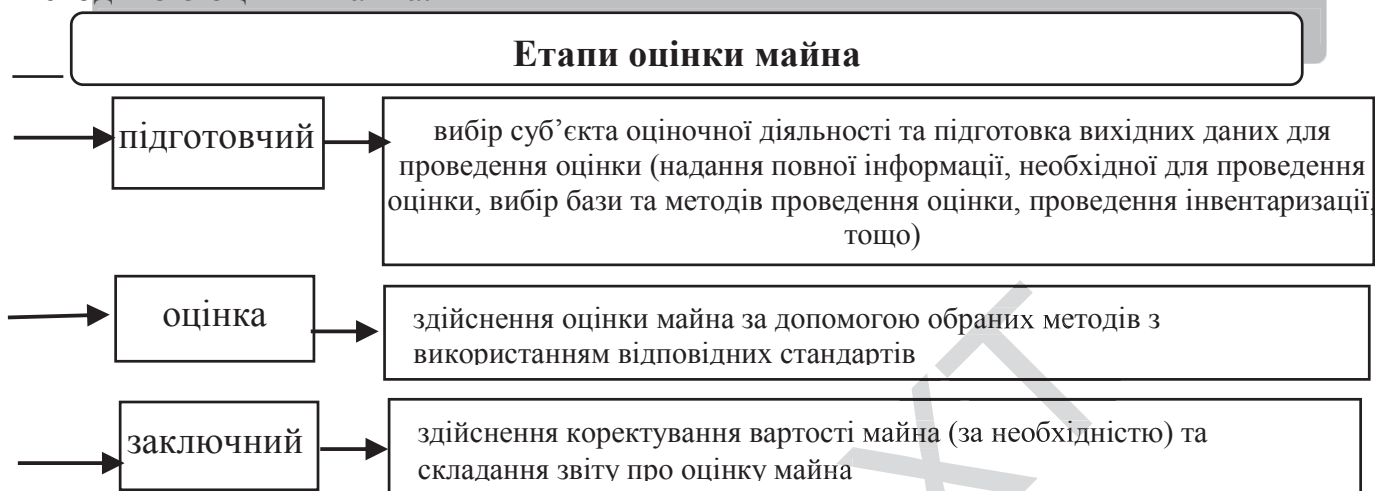 Етапи оцінки майна
підготовчий
вибір суб’єкта оціночної діяльності та підготовка вихідних даних для
проведення оцінки (надання повної інформації, необхідної для проведення
оцінки, вибір бази та методів проведення оцінки, проведення інвентаризації,
тощо)
оцінка
здійснення оцінки майна за допомогою обраних методів з
використанням відповідних стандартів
заключний
здійснення коректування вартості майна (за необхідністю) та
складання звіту про оцінку майна